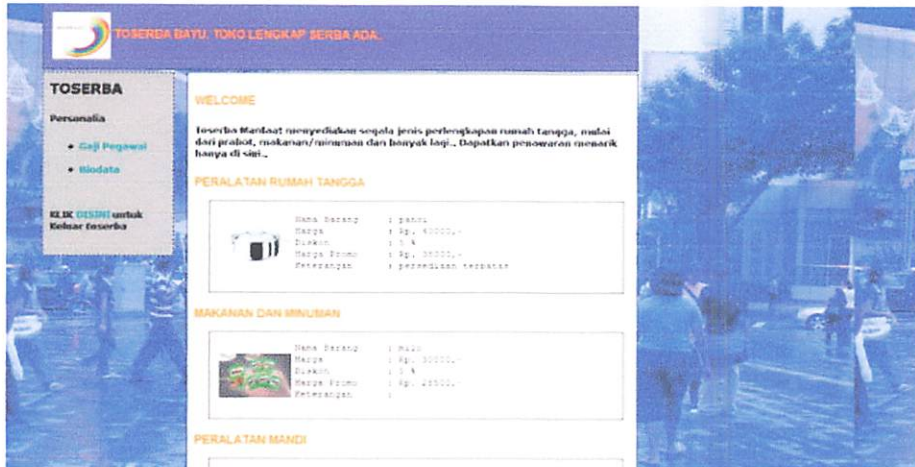 TOSERBA BAYU. TOKO LENGKAP SERBA ADA.
TOSERBA
Personalia
Gaji Pegawai
Biodata
KLIK DISINI untuk
Keluar toserba
WELCOME
Toserba Manfaat menyediakan segala jenis perlengkapan rumah tangga, mulai
dari prabot, makanan/minuman dan banyak lagi.. Dapatkan penawaran menarik
hanya di sini..
PERALATAN RUMAH TANGGA
Nama Barang : panci
Harga : Rp. 40000,-
Diskon : 5 %
Harga Promo : Rp. 38000,-
Keterangan : persediaan terbatas
MAKANAN DAN MINUMAN
Nama Barang : milo
Harga : Rp. 30000,-
Diskon : 5 %
Harga Promo : Rp. 28500,-
Keterangan :
PERALATAN MANDI